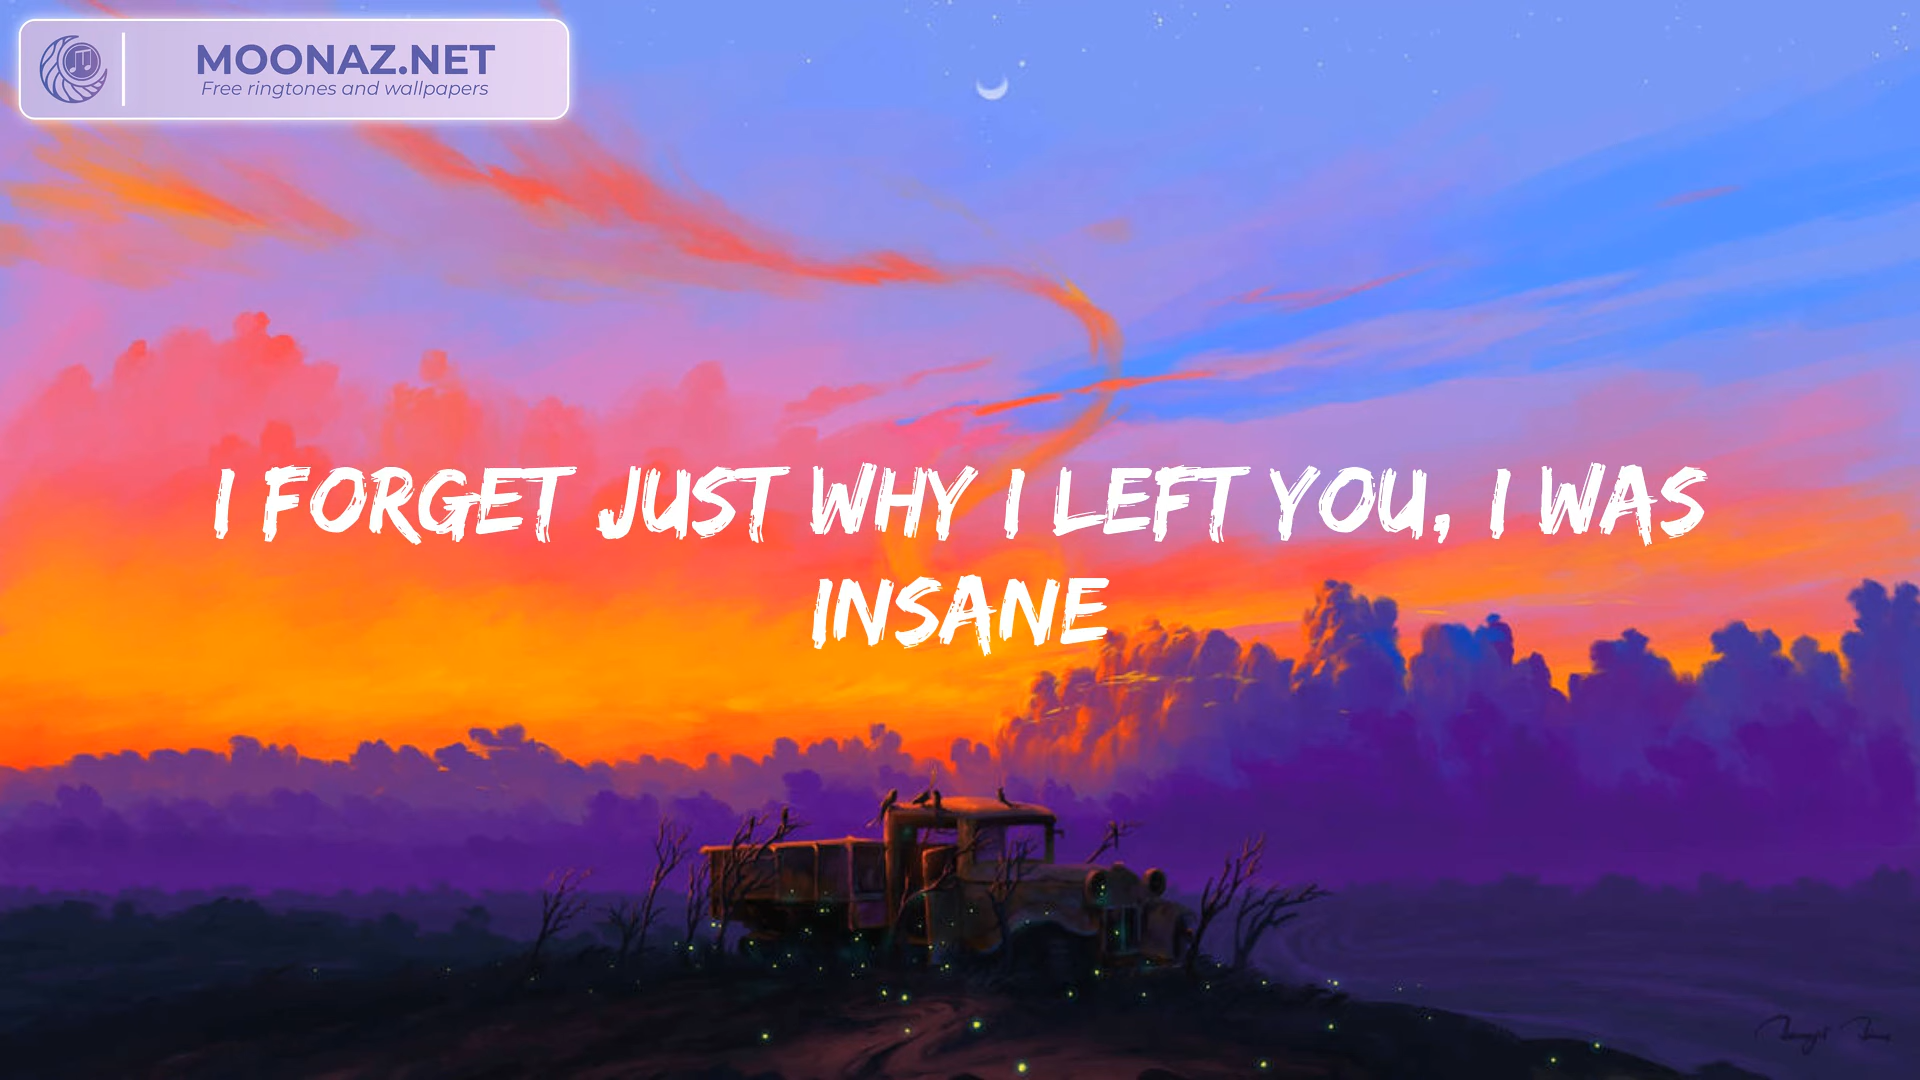 MOONAZ.NET
Free ringtones and wallpapers
I FORGET JUST WHY I LEFT YOU, I WAS
INSANE